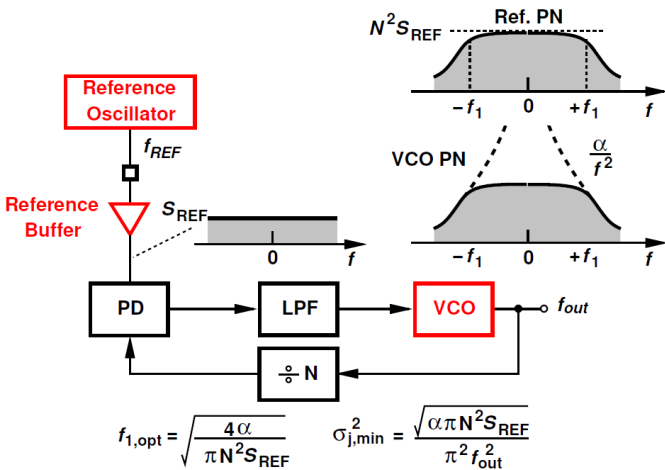 N²S_REF
Ref. PN
−f₁ 0 +f₁ f
Reference
Oscillator
f_REF
VCO PN
α/f²
Reference
Buffer
S_REF
0 f
−f₁ 0 +f₁ f
PD
LPF
VCO
f_out
÷ N
f₁,opt = √(4α / πN²S_REF)
σ²_j,min = √(απN²S_REF) / π²f²_out